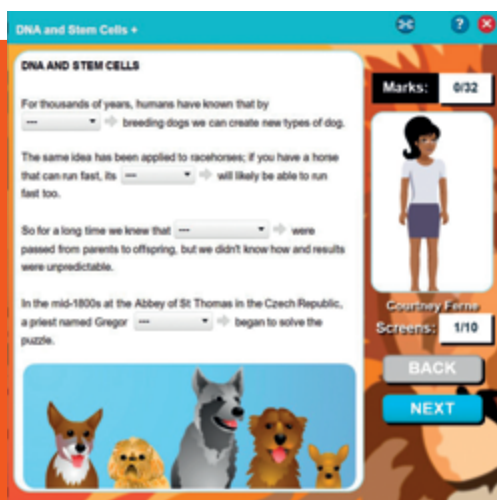 DNA and Stem Cells +
?
DNA AND STEM CELLS
For thousands of years, humans have known that by
--- breeding dogs we can create new types of dog.
The same idea has been applied to racehorses; if you have a horse
that can run fast, its --- will likely be able to run
fast too.
So for a long time we knew that --- were
passed from parents to offspring, but we didn't know how and results
were unpredictable.
In the mid-1800s at the Abbey of St Thomas in the Czech Republic,
a priest named Gregor --- began to solve the
puzzle.
Marks: 0/32
Courtney Ferne
Screens: 1/10
BACK
NEXT